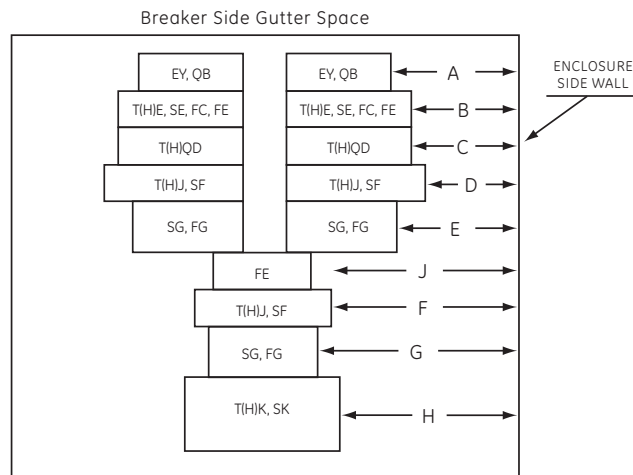 Breaker Side Gutter Space
EY, QB
EY, QB
A
ENCLOSURE
SIDE WALL
T(H)E, SE, FC, FE
T(H)E, SE, FC, FE
B
T(H)QD
T(H)QD
C
T(H)J, SF
T(H)J, SF
D
SG, FG
SG, FG
E
FE
J
T(H)J, SF
F
SG, FG
G
T(H)K, SK
H